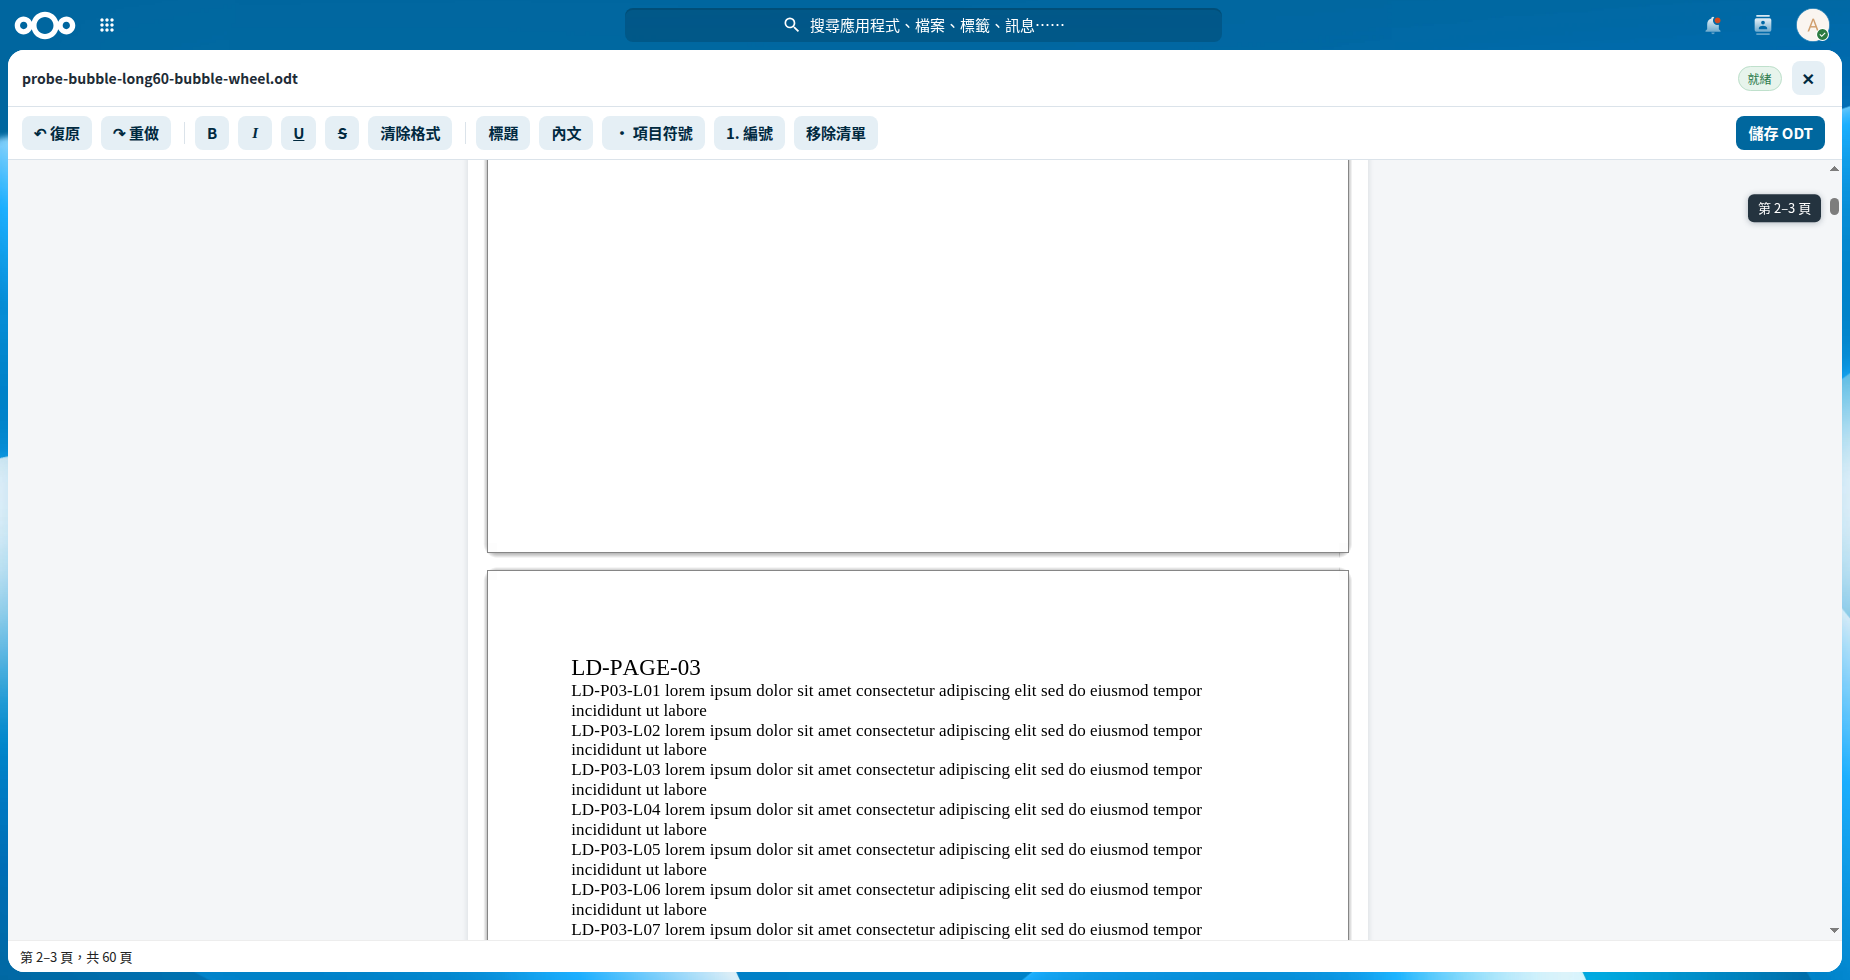 搜尋應用程式、檔案、標籤、訊息……
A
probe-bubble-long60-bubble-wheel.odt
就緒
×
↶ 復原 ↷ 重做 B I U S 清除格式 標題 內文 • 項目符號 1. 編號 移除清單 儲存 ODT
第 2–3 頁
LD-PAGE-03
LD-P03-L01 lorem ipsum dolor sit amet consectetur adipiscing elit sed do eiusmod tempor
incididunt ut labore
LD-P03-L02 lorem ipsum dolor sit amet consectetur adipiscing elit sed do eiusmod tempor
incididunt ut labore
LD-P03-L03 lorem ipsum dolor sit amet consectetur adipiscing elit sed do eiusmod tempor
incididunt ut labore
LD-P03-L04 lorem ipsum dolor sit amet consectetur adipiscing elit sed do eiusmod tempor
incididunt ut labore
LD-P03-L05 lorem ipsum dolor sit amet consectetur adipiscing elit sed do eiusmod tempor
incididunt ut labore
LD-P03-L06 lorem ipsum dolor sit amet consectetur adipiscing elit sed do eiusmod tempor
incididunt ut labore
LD-P03-L07 lorem ipsum dolor sit amet consectetur adipiscing elit sed do eiusmod tempor
第 2–3 頁，共 60 頁